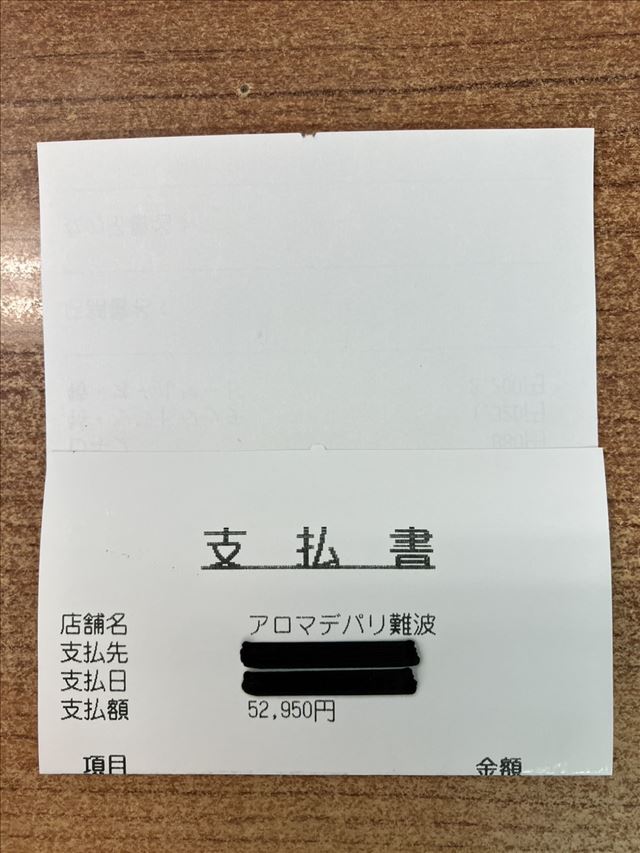 支払書
店舗名 アロマデパリ難波
支払先
支払日
支払額 52,950円
項目 金額